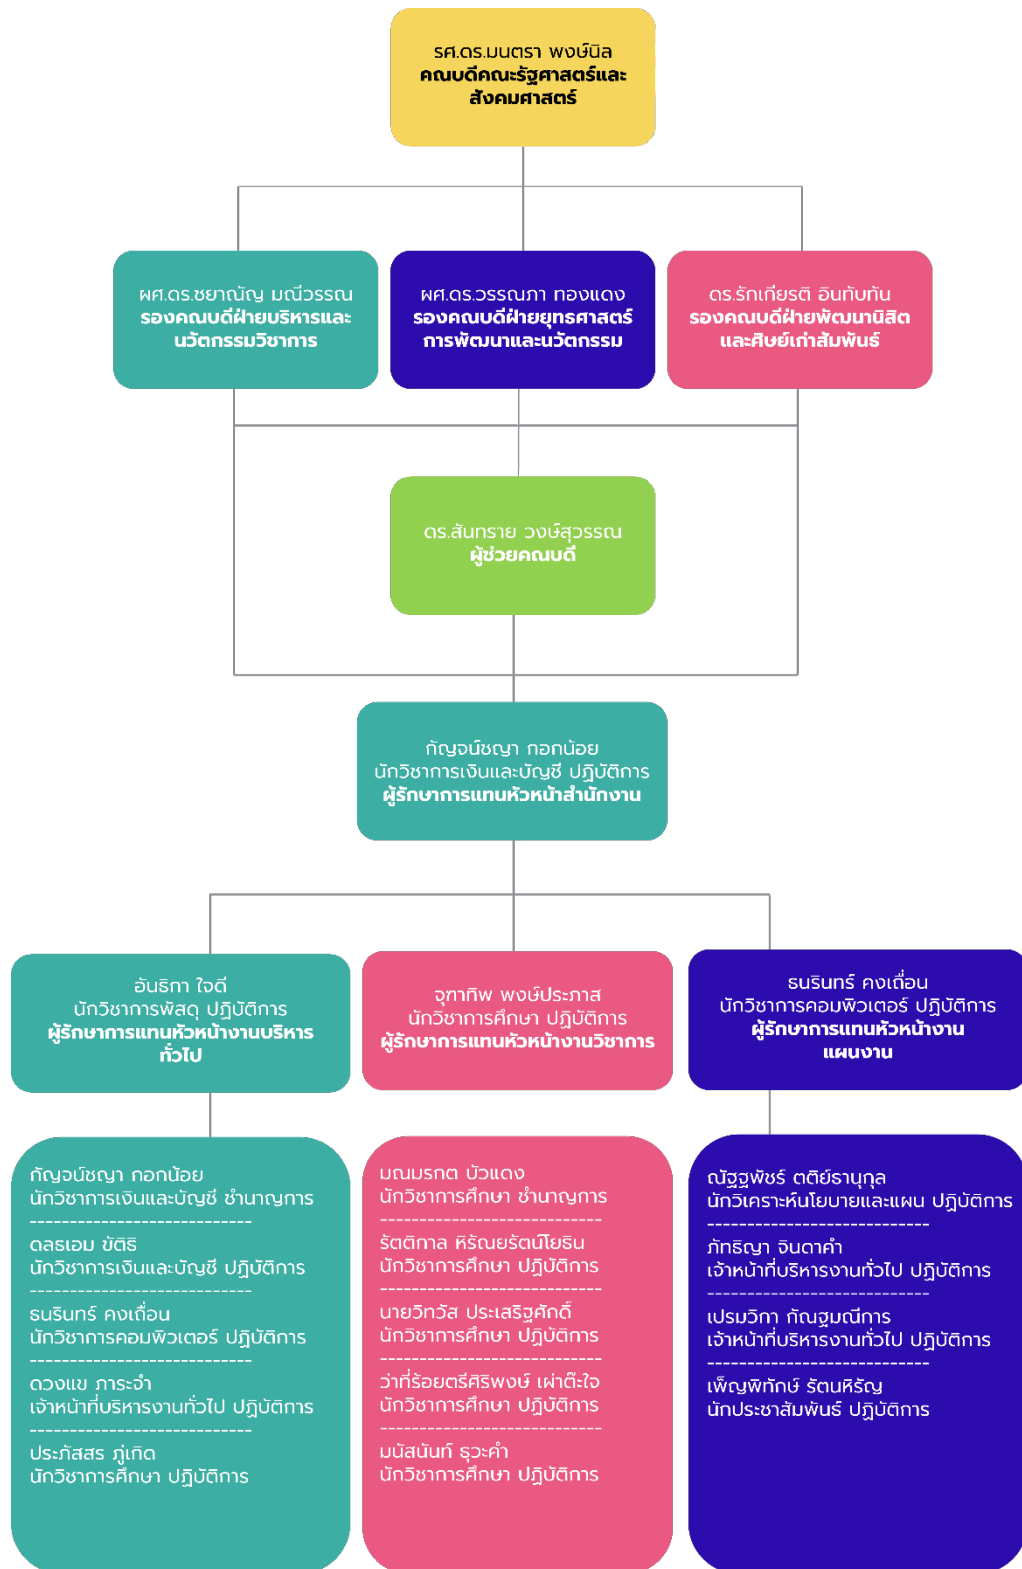 รศ.ดร.มนตรา พงษ์นิล
คณบดีคณะรัฐศาสตร์และ
สังคมศาสตร์
ผศ.ดร.ชยาณัญ มณีวรรณ
รองคณบดีฝ่ายบริหารและ
นวัตกรรมวิชาการ
ผศ.ดร.วรรณภา ทองแดง
รองคณบดีฝ่ายยุทธศาสตร์
การพัฒนาและนวัตกรรม
ดร.รักเกียรติ อินทับทัน
รองคณบดีฝ่ายพัฒนานิสิต
และศิษย์เก่าสัมพันธ์
ดร.สันทราย วงษ์สุวรรณ
ผู้ช่วยคณบดี
กัญจน์ชญา กอกน้อย
นักวิชาการเงินและบัญชี ปฏิบัติการ
ผู้รักษาการแทนหัวหน้าสำนักงาน
อันธิกา ใจดี
นักวิชาการพัสดุ ปฏิบัติการ
ผู้รักษาการแทนหัวหน้างานบริหาร
ทั่วไป
จุฑาทิพ พงษ์ประภาส
นักวิชาการศึกษา ปฏิบัติการ
ผู้รักษาการแทนหัวหน้างานวิชาการ
ธนรินทร์ คงเถื่อน
นักวิชาการคอมพิวเตอร์ ปฏิบัติการ
ผู้รักษาการแทนหัวหน้างาน
แผนงาน
กัญจน์ชญา กอกน้อย
นักวิชาการเงินและบัญชี ชำนาญการ
----------------------------
ดลธเอม ขัติธิ
นักวิชาการเงินและบัญชี ปฏิบัติการ
----------------------------
ธนรินทร์ คงเถื่อน
นักวิชาการคอมพิวเตอร์ ปฏิบัติการ
----------------------------
ดวงแข ภาระจำ
เจ้าหน้าที่บริหารงานทั่วไป ปฏิบัติการ
----------------------------
ประภัสสร ภู่เกิด
นักวิชาการศึกษา ปฏิบัติการ
มณมรกต บัวแดง
นักวิชาการศึกษา ชำนาญการ
----------------------------
รัตติกาล หิรัณยรัตน์โยธิน
นักวิชาการศึกษา ปฏิบัติการ
----------------------------
นายวิทวัส ประเสริฐศักดิ์
นักวิชาการศึกษา ปฏิบัติการ
----------------------------
ว่าที่ร้อยตรีศิริพงษ์ เผ่าต๊ะใจ
นักวิชาการศึกษา ปฏิบัติการ
----------------------------
มนัสนันท์ ธุวะคำ
นักวิชาการศึกษา ปฏิบัติการ
ณัฐฐพัชร์ ตติย์ธานุกุล
นักวิเคราะห์นโยบายและแผน ปฏิบัติการ
----------------------------
ภัทธิญา จินดาคำ
เจ้าหน้าที่บริหารงานทั่วไป ปฏิบัติการ
----------------------------
เปรมวิกา กัณฐมณีการ
เจ้าหน้าที่บริหารงานทั่วไป ปฏิบัติการ
----------------------------
เพ็ญพิทักษ์ รัตนหิรัญ
นักประชาสัมพันธ์ ปฏิบัติการ